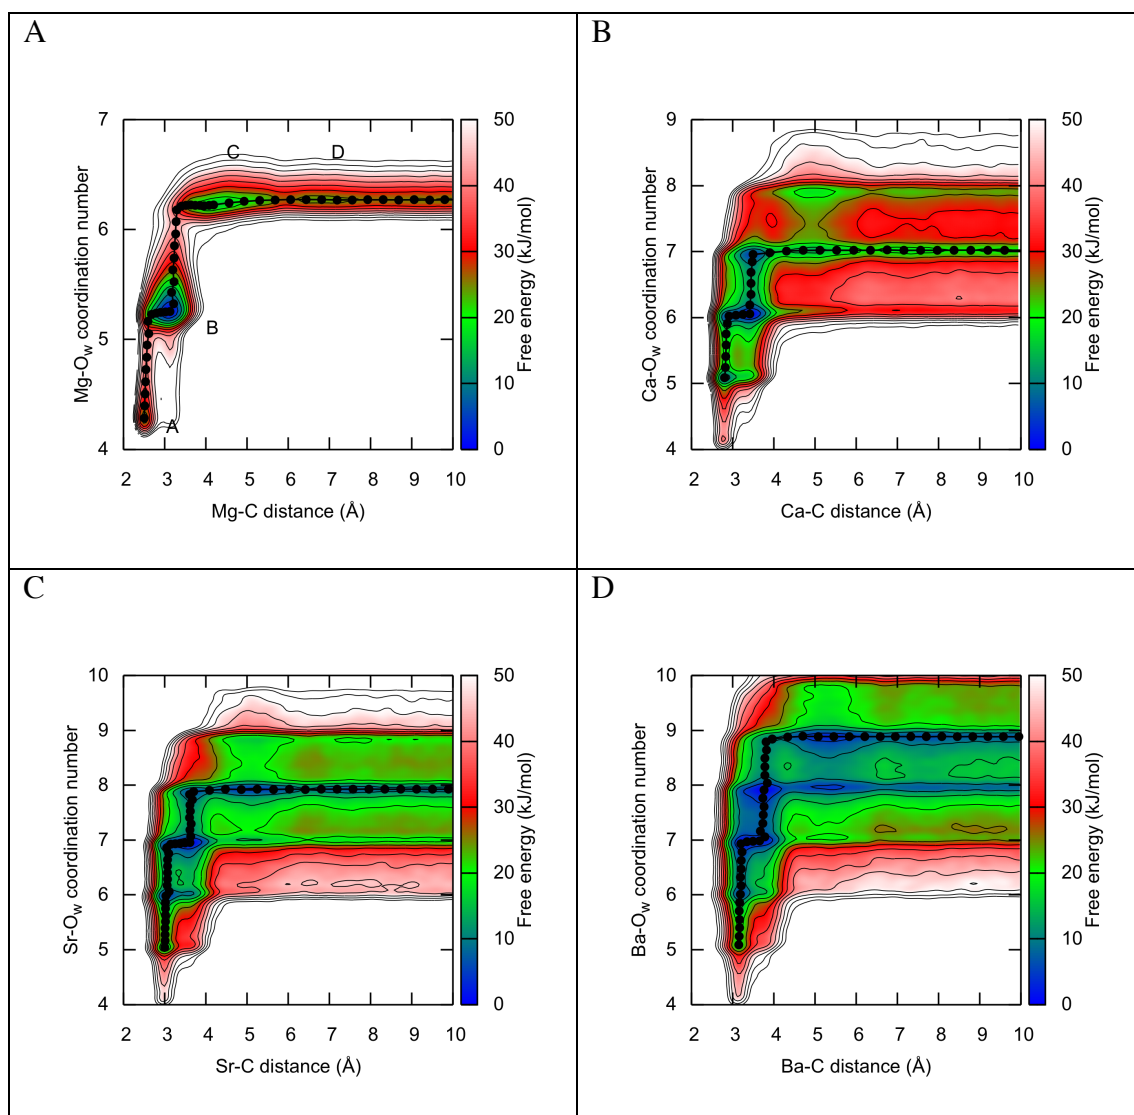 A
7
6
5
4
2 3 4 5 6 7 8 9 10
Mg-C distance (Å)
Mg-Ow coordination number
C D
B
A
50
40
30
20
10
0
Free energy (kJ/mol)
B
9
8
7
6
5
4
2 3 4 5 6 7 8 9 10
Ca-C distance (Å)
Ca-Ow coordination number
50
40
30
20
10
0
Free energy (kJ/mol)
C
10
9
8
7
6
5
4
2 3 4 5 6 7 8 9 10
Sr-C distance (Å)
Sr-Ow coordination number
50
40
30
20
10
0
Free energy (kJ/mol)
D
10
9
8
7
6
5
4
2 3 4 5 6 7 8 9 10
Ba-C distance (Å)
Ba-Ow coordination number
50
40
30
20
10
0
Free energy (kJ/mol)